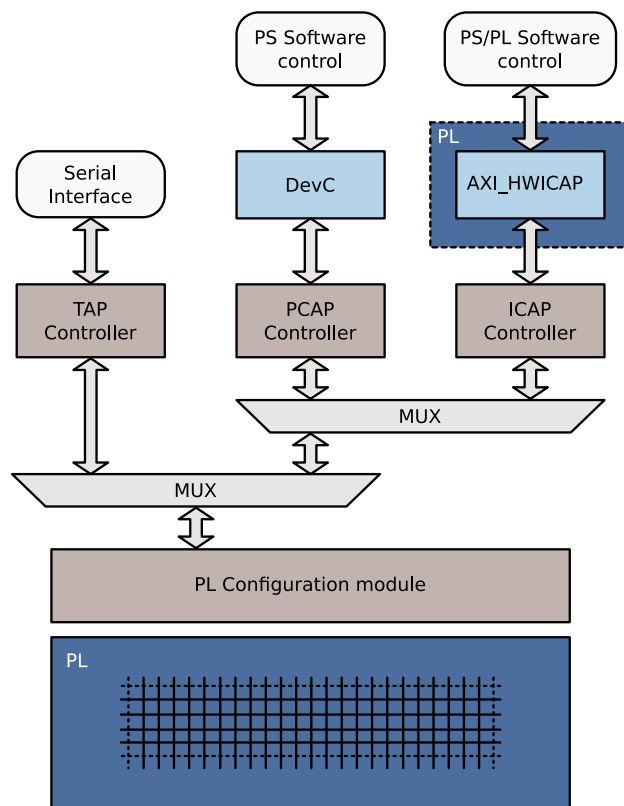 PS Software
control
PS/PL Software
control
PL
Serial
Interface
DevC
AXI_HWICAP
TAP
Controller
PCAP
Controller
ICAP
Controller
MUX
MUX
PL Configuration module
PL